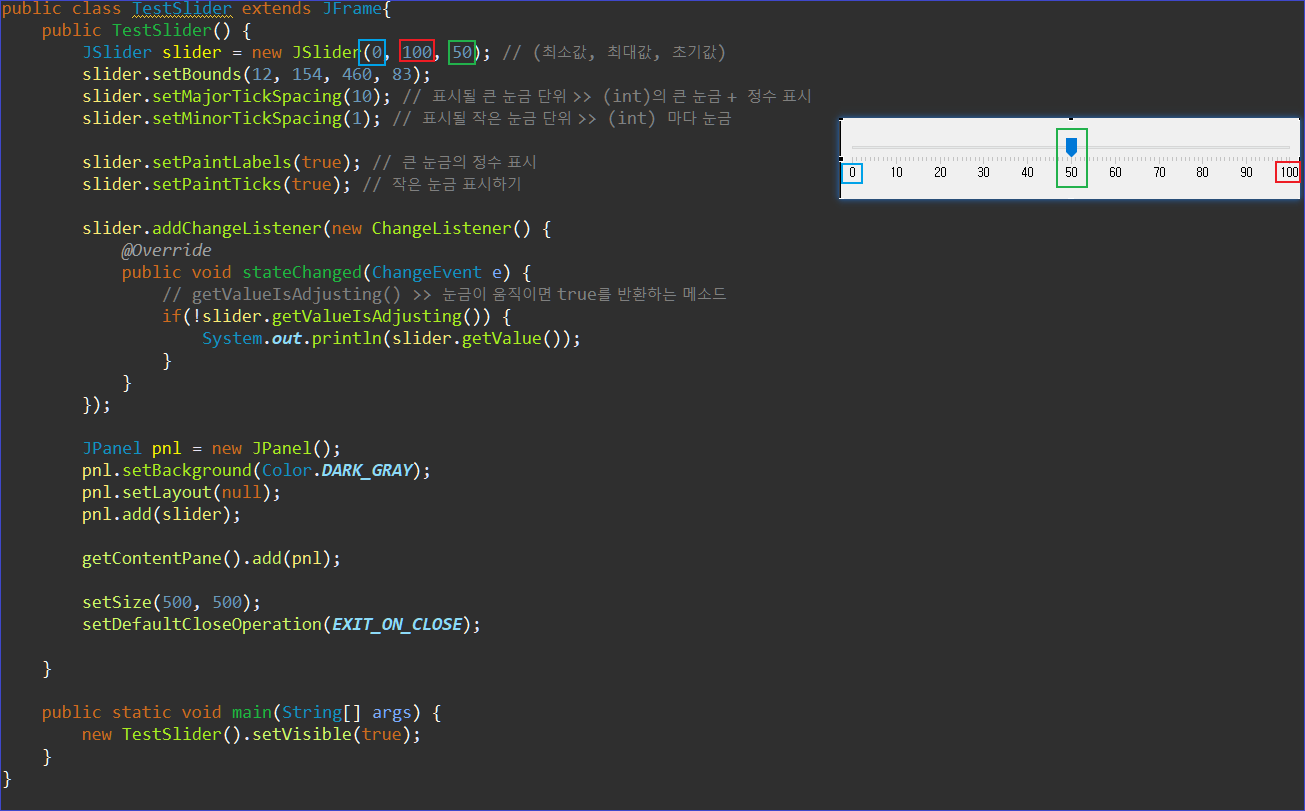 public class TestSlider extends JFrame{
    public TestSlider() {
        JSlider slider = new JSlider(0, 100, 50); // (최소값, 최대값, 초기값)
        slider.setBounds(12, 154, 460, 83);
        slider.setMajorTickSpacing(10); // 표시될 큰 눈금 단위 >> (int)의 큰 눈금 + 정수 표시
        slider.setMinorTickSpacing(1); // 표시될 작은 눈금 단위 >> (int) 마다 눈금

        slider.setPaintLabels(true); // 큰 눈금의 정수 표시
        slider.setPaintTicks(true); // 작은 눈금 표시하기

        slider.addChangeListener(new ChangeListener() {
            @Override
            public void stateChanged(ChangeEvent e) {
                // getValueIsAdjusting() >> 눈금이 움직이면 true를 반환하는 메소드
                if(!slider.getValueIsAdjusting()) {
                    System.out.println(slider.getValue());
                }
            }
        });

        JPanel pnl = new JPanel();
        pnl.setBackground(Color.DARK_GRAY);
        pnl.setLayout(null);
        pnl.add(slider);

        getContentPane().add(pnl);

        setSize(500, 500);
        setDefaultCloseOperation(EXIT_ON_CLOSE);

    }

    public static void main(String[] args) {
        new TestSlider().setVisible(true);
    }
}
0 10 20 30 40 50 60 70 80 90 100